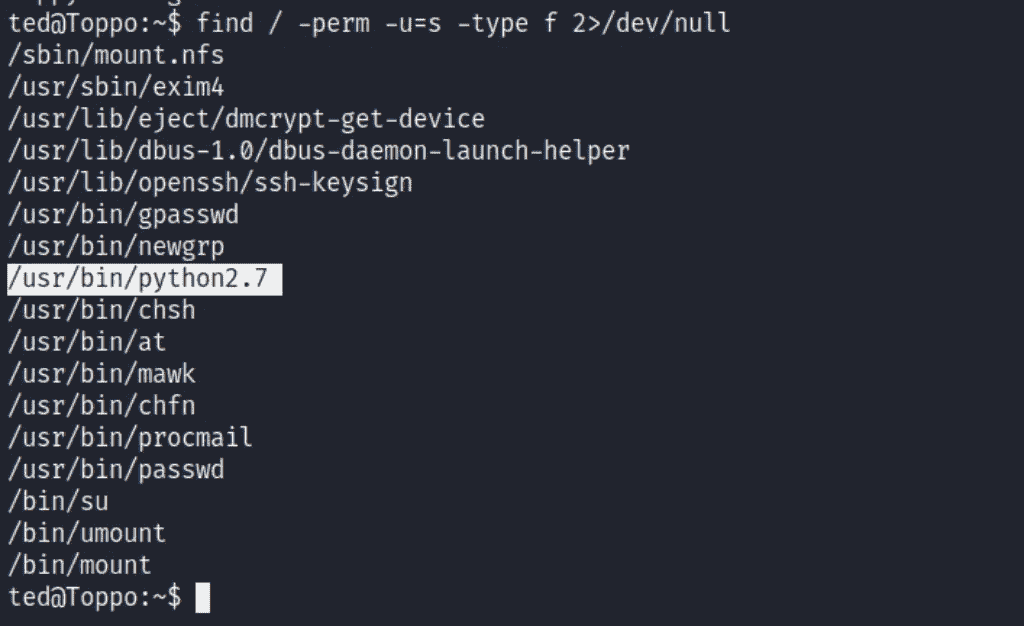 ted@Toppo:~$ find / -perm -u=s -type f 2>/dev/null
/sbin/mount.nfs
/usr/sbin/exim4
/usr/lib/eject/dmcrypt-get-device
/usr/lib/dbus-1.0/dbus-daemon-launch-helper
/usr/lib/openssh/ssh-keysign
/usr/bin/gpasswd
/usr/bin/newgrp
/usr/bin/python2.7
/usr/bin/chsh
/usr/bin/at
/usr/bin/mawk
/usr/bin/chfn
/usr/bin/procmail
/usr/bin/passwd
/bin/su
/bin/umount
/bin/mount
ted@Toppo:~$